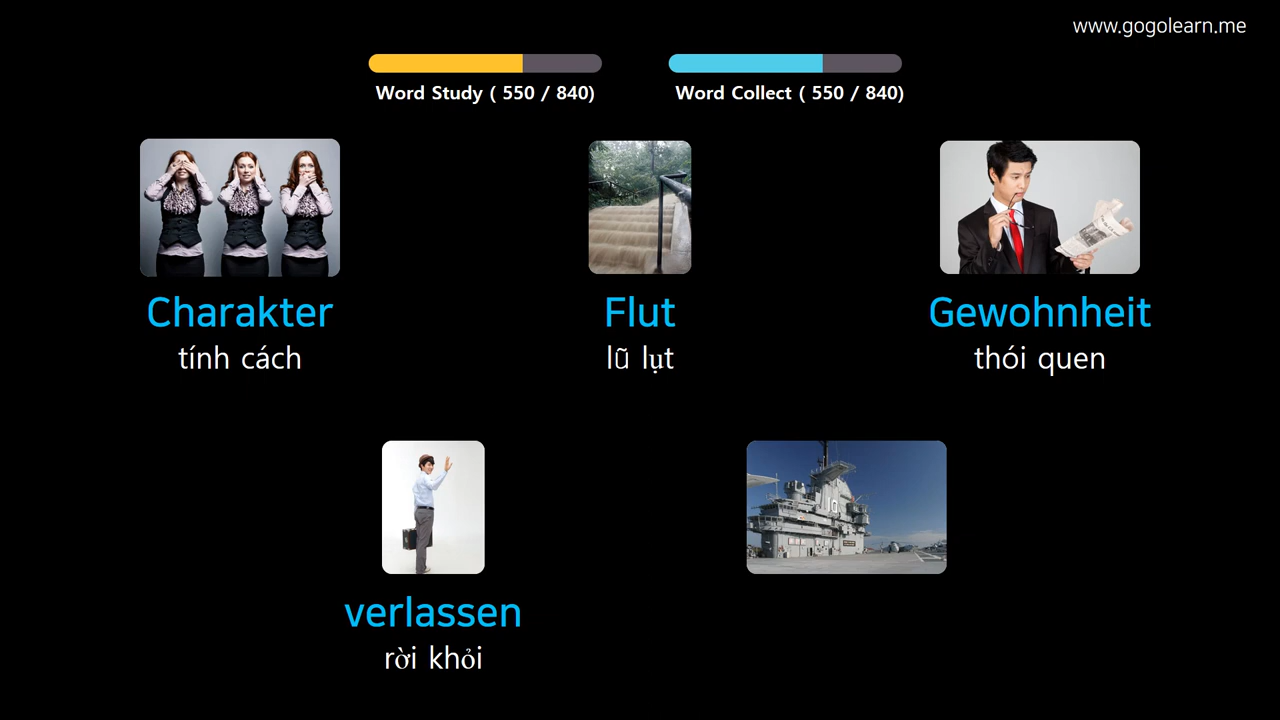 www.gogolearn.me
Word Study ( 550 / 840)
Word Collect ( 550 / 840)
Charakter
tính cách
Flut
lũ lụt
Gewohnheit
thói quen
10
verlassen
rời khỏi